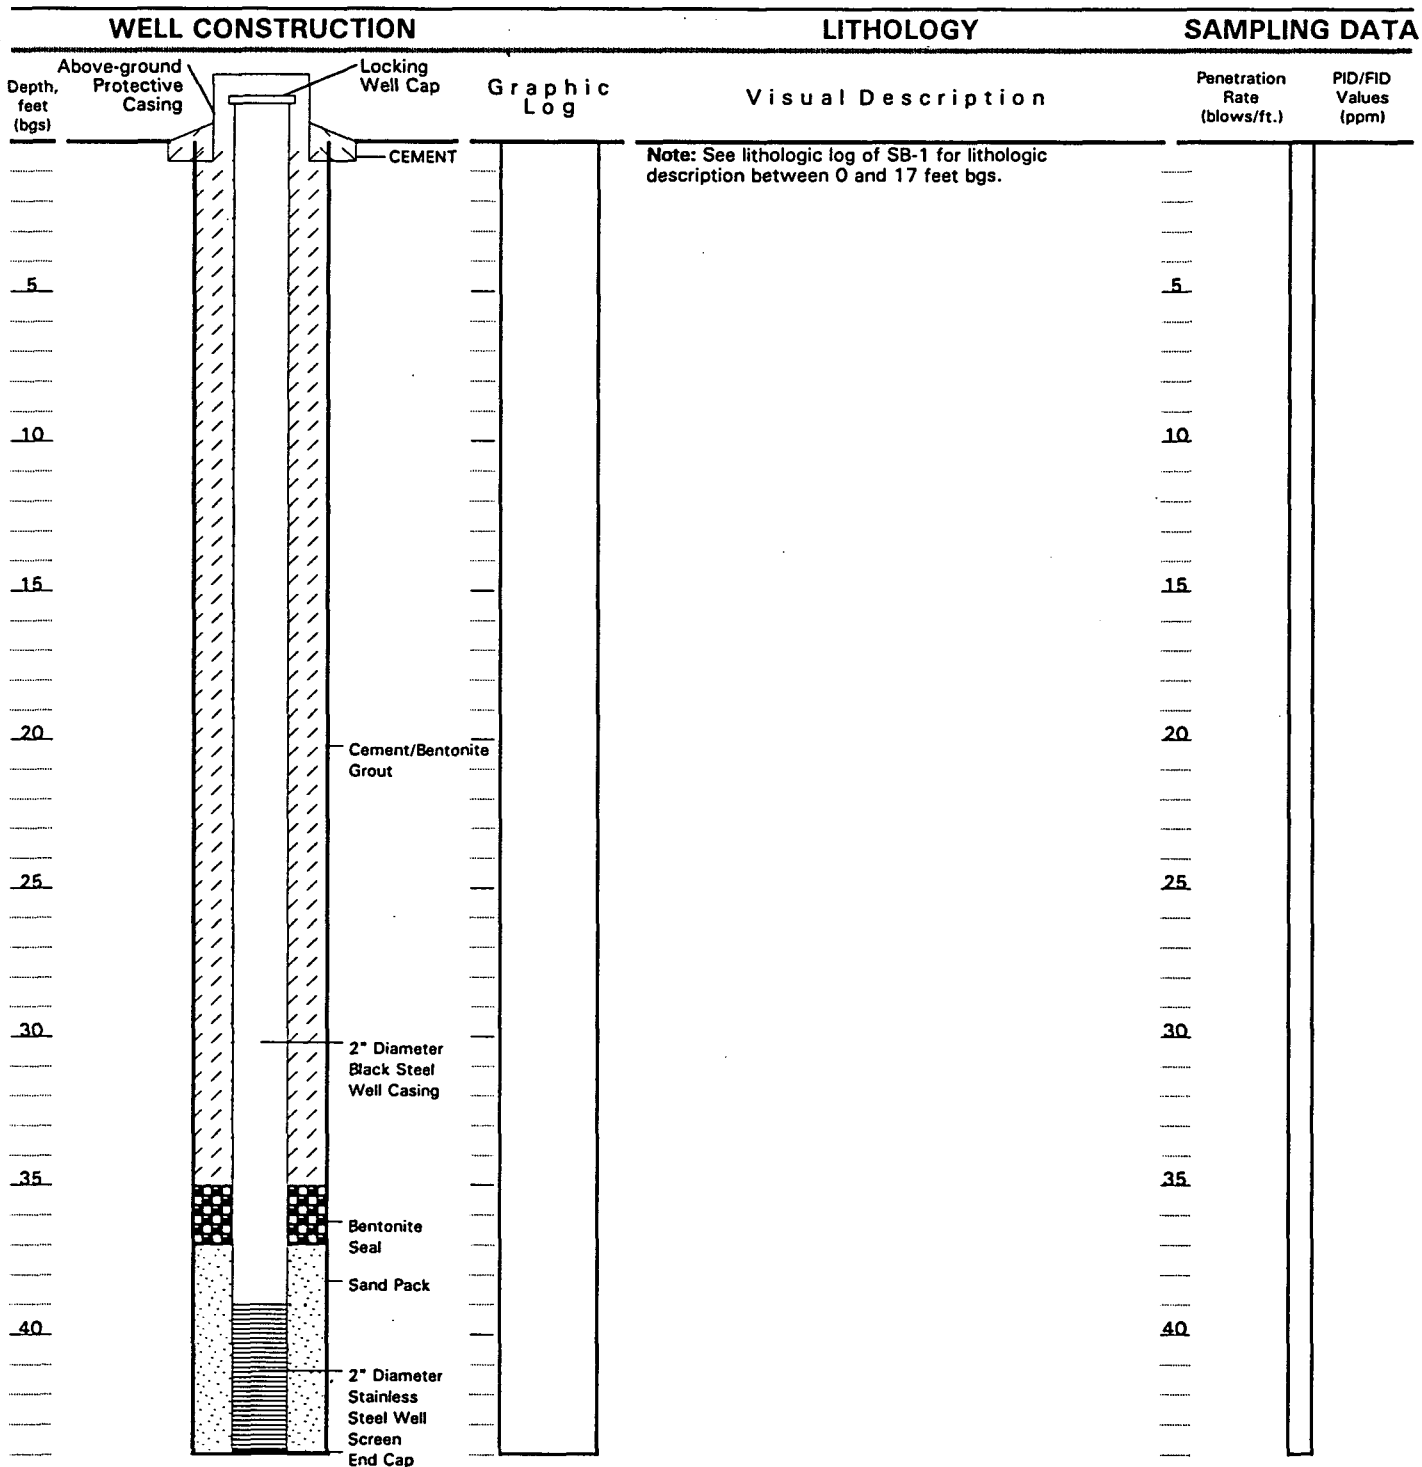 WELL CONSTRUCTION
LITHOLOGY
SAMPLING DATA
Depth,
feet
(bgs)
Above-ground
Protective
Casing
Locking
Well Cap
Graphic
Log
Visual Description
Penetration
Rate
(blows/ft.)
PID/FID
Values
(ppm)
CEMENT
Note: See lithologic log of SB-1 for lithologic
description between 0 and 17 feet bgs.
5
5
10
10
15
15
20
20
Cement/Bentonite
Grout
25
25
30
30
2" Diameter
Black Steel
Well Casing
35
35
Bentonite
Seal
Sand Pack
40
40
2" Diameter
Stainless
Steel Well
Screen
End Cap